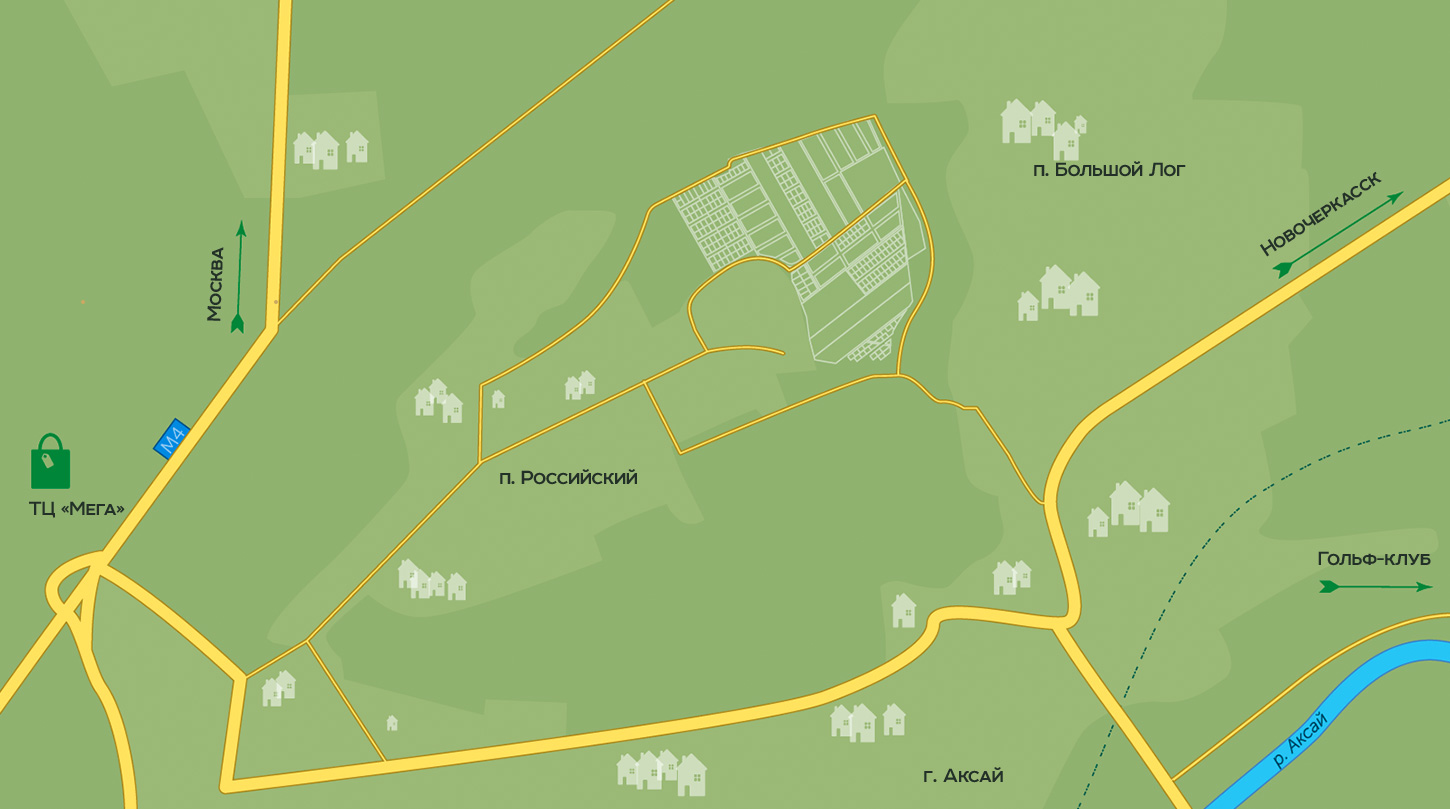 п. Большой Лог
Новочеркасск
Москва
М4
п. Российский
ТЦ «Мега»
Гольф-клуб
р. Аксай
г. Аксай